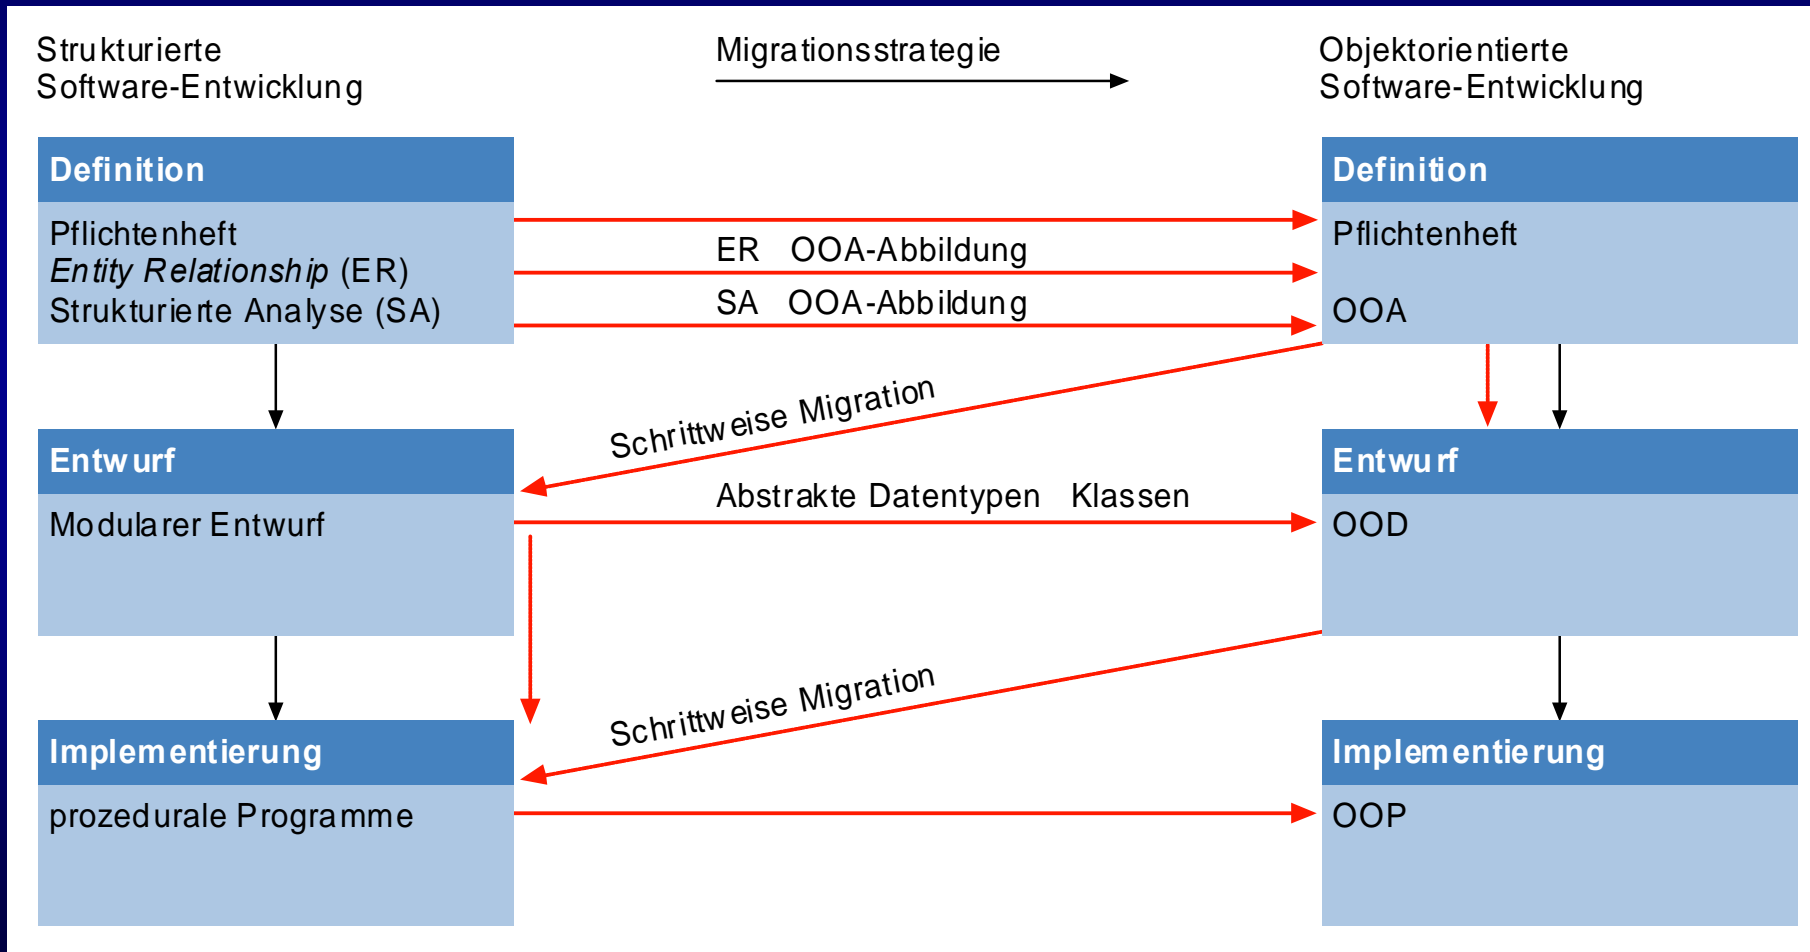 Strukturierte
Software-Entwicklung
Migrationsstrategie
Objektorientierte
Software-Entwicklung
Definition
Pflichtenheft
Entity Relationship (ER)
Strukturierte Analyse (SA)
ER OOA-Abbildung
SA OOA-Abbildung
Definition
Pflichtenheft
OOA
Schrittweise Migration
Entwurf
Modularer Entwurf
Abstrakte Datentypen Klassen
Entwurf
OOD
Schrittweise Migration
Implementierung
prozedurale Programme
Implementierung
OOP